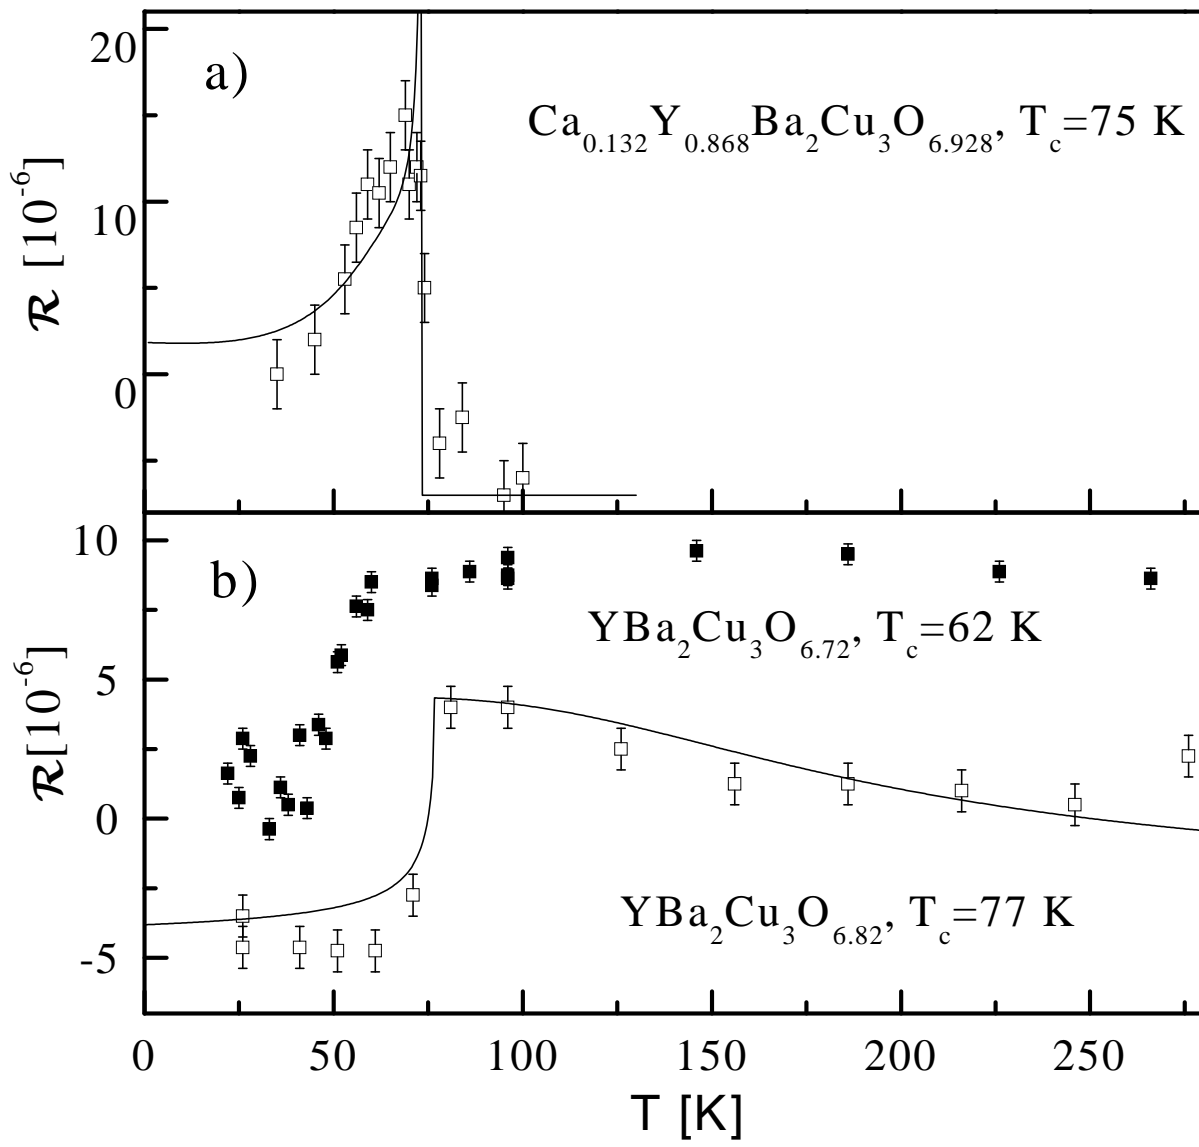 20
a)
Ca0.132Y0.868Ba2Cu3O6.928, Tc=75 K
10
0
ℛ [10-6]
10
b)
YBa2Cu3O6.72, Tc=62 K
5
0
YBa2Cu3O6.82, Tc=77 K
-5
ℛ[10-6]
0 50 100 150 200 250
T [K]